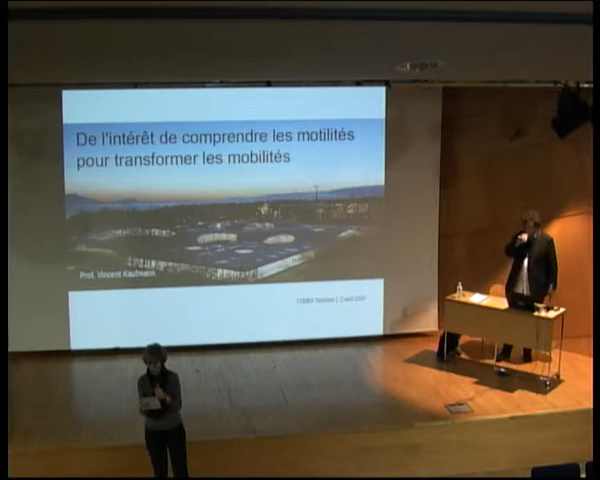 De l'intérêt de comprendre les motilités
pour transformer les mobilités
Prof. Vincent Kaufmann